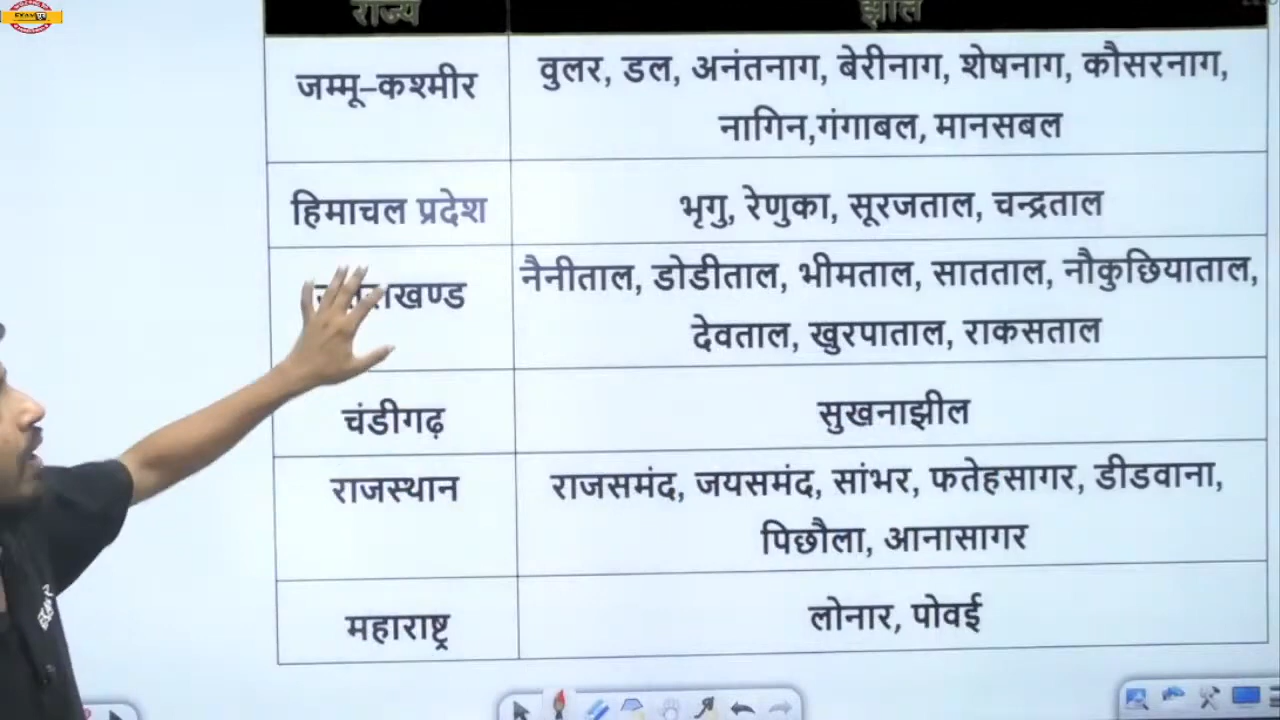 EXAM
राज्य झील
जम्मू–कश्मीर
वुलर, डल, अनंतनाग, बेरीनाग, शेषनाग, कौसरनाग,
नागिन,गंगाबल, मानसबल
हिमाचल प्रदेश
भृगु, रेणुका, सूरजताल, चन्द्रताल
नैनीताल, डोडीताल, भीमताल, सातताल, नौकुछियाताल,
देवताल, खुरपाताल, राकसताल
चंडीगढ़
सुखनाझील
राजस्थान
राजसमंद, जयसमंद, सांभर, फतेहसागर, डीडवाना,
पिछौला, आनासागर
महाराष्ट्र
लोनार, पोवई